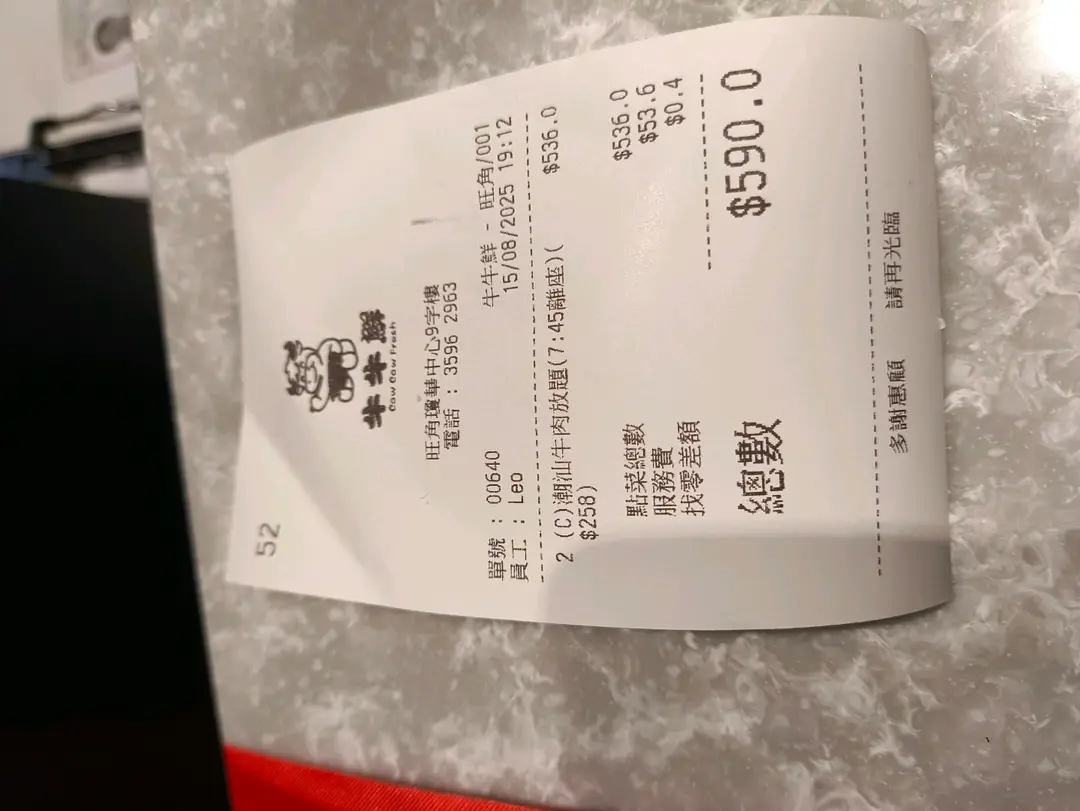 52
牛牛鮮
Cow Cow Fresh
旺角瓊華中心9字樓
電話 : 3596 2963
牛牛鮮 - 旺角/001
單號 : 00640 15/08/2025 19:12
員工 : Leo
2 (C)潮汕牛肉放題(7:45離座)( $536.0
$258)
點菜總數 $536.0
服務費 $53.6
找零差額 $0.4
總數 $590.0
多謝惠顧 請再光臨